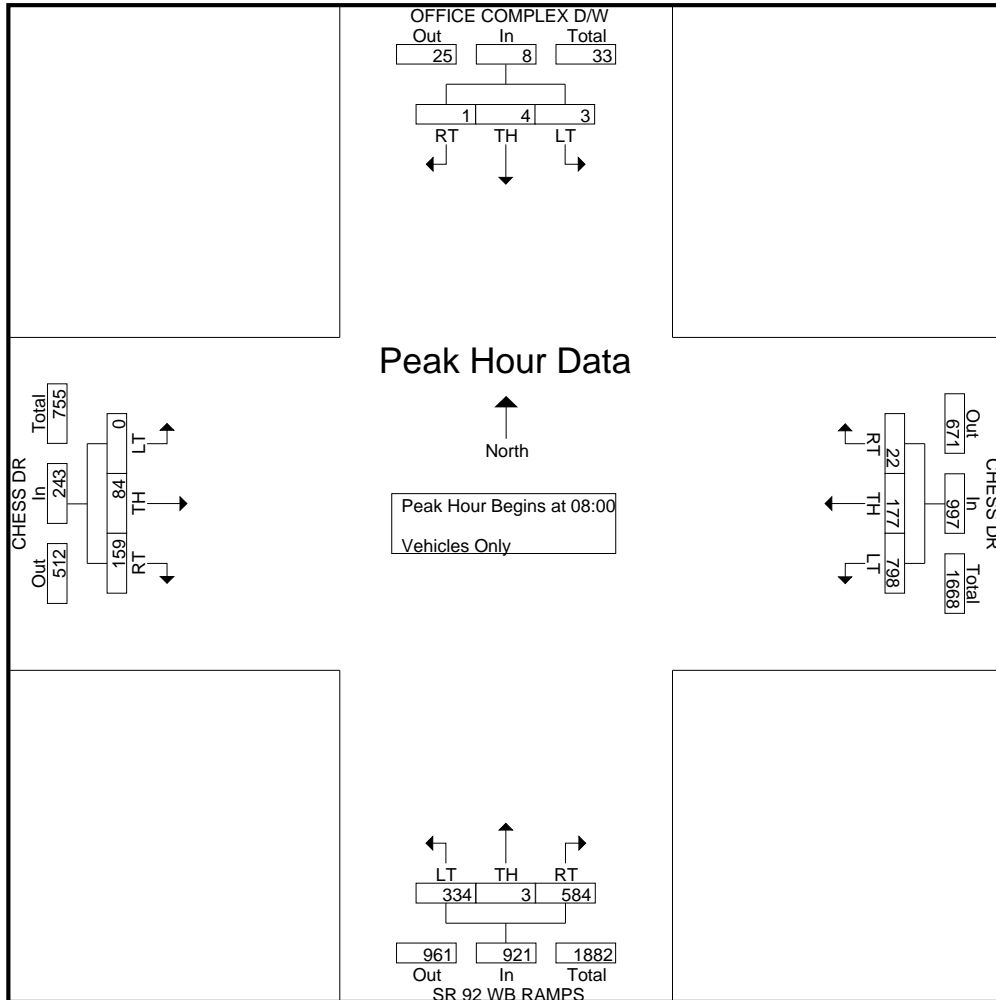 OFFICE COMPLEX D/W
Out In Total
25 8 33
1 4 3
RT TH LT
Peak Hour Data
North
Peak Hour Begins at 08:00
Vehicles Only
CHESS DR
Total In Out
755 243 512
0 84 159
LT TH RT
CHESS DR
Out In Total
671 997 1668
22 177 798
RT TH LT
LT TH RT
334 3 584
961 921 1882
Out In Total
SR 92 WB RAMPS